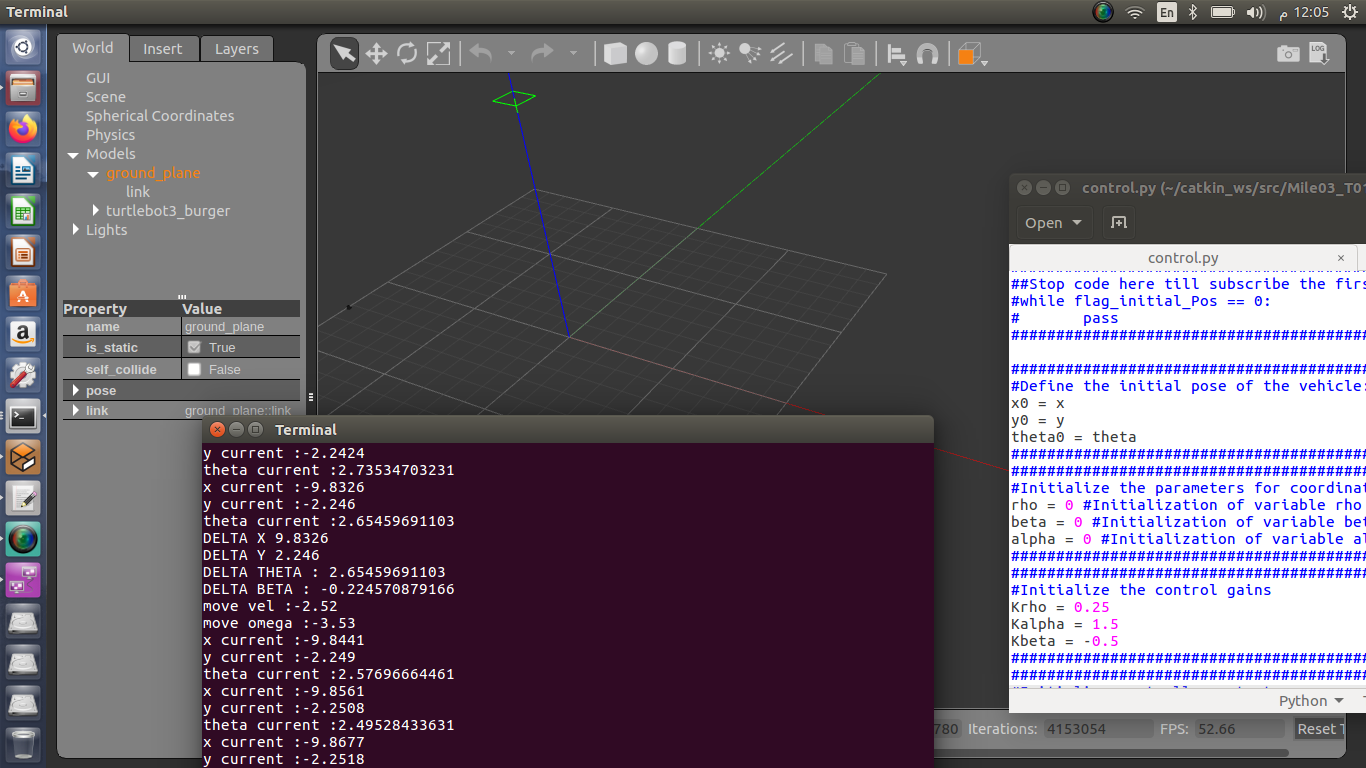 Terminal
En
م 12:05
World
Insert
Layers
GUI
Scene
Spherical Coordinates
Physics
Models
ground_plane
link
turtlebot3_burger
Lights
Property Value
name ground_plane
is_static True
self_collide False
pose
link ground_plane::link
LOG
control.py (~/catkin_ws/src/Mile03_T01
Open
control.py ×
##Stop code here till subscribe the firs
#while flag_initial_Pos == 0:
# pass
########################################
########################################
#Define the initial pose of the vehicle:
x0 = x
y0 = y
theta0 = theta
########################################
########################################
#Initialize the parameters for coordinat
rho = 0 #Initialization of variable rho
beta = 0 #Initialization of variable bet
alpha = 0 #Initialization of variable al
########################################
########################################
#Initialize the control gains
Krho = 0.25
Kalpha = 1.5
Kbeta = -0.5
########################################
########################################
Python
Terminal
y current :-2.2424
theta current :2.73534703231
x current :-9.8326
y current :-2.246
theta current :2.65459691103
DELTA X 9.8326
DELTA Y 2.246
DELTA THETA : 2.65459691103
DELTA BETA : -0.224570879166
move vel :-2.52
move omega :-3.53
x current :-9.8441
y current :-2.249
theta current :2.57696664461
x current :-9.8561
y current :-2.2508
theta current :2.49528433631
x current :-9.8677
y current :-2.2518
780 Iterations: 4153054 FPS: 52.66 Reset T